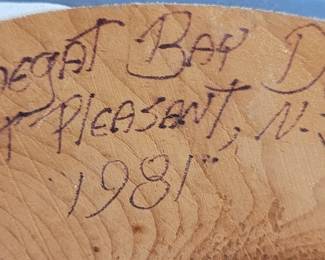 egat Bay D
t Pleasant, N.J
"1981"